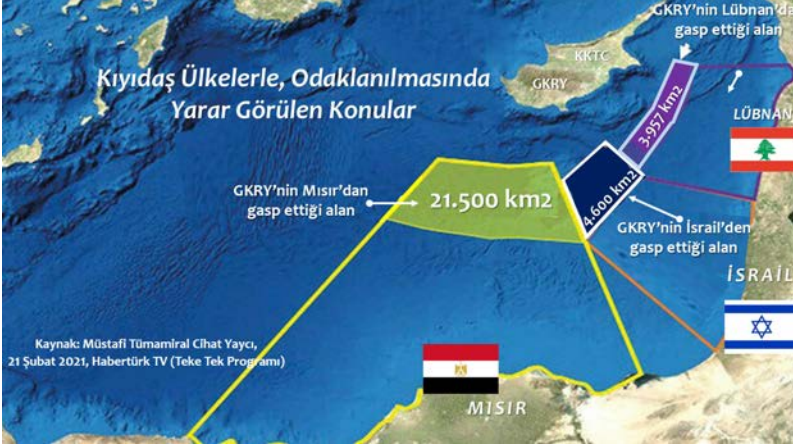 GKRY'nin Lübnan'da
gasp ettiği alan
KKTC
GKRY
Kıyıdaş Ülkelerle, Odaklanılmasında
Yarar Görülen Konular
3.957 km2
LÜBNAN
GKRY'nin Mısır'dan
gasp ettiği alan
21.500 km2
4.600 km2
GKRY'nin İsrail'den
gasp ettiği alan
İSRAİL
Kaynak: Müstafi Tümamiral Cihat Yaycı,
21 Şubat 2021, Habertürk TV (Teke Tek Programı)
MISIR